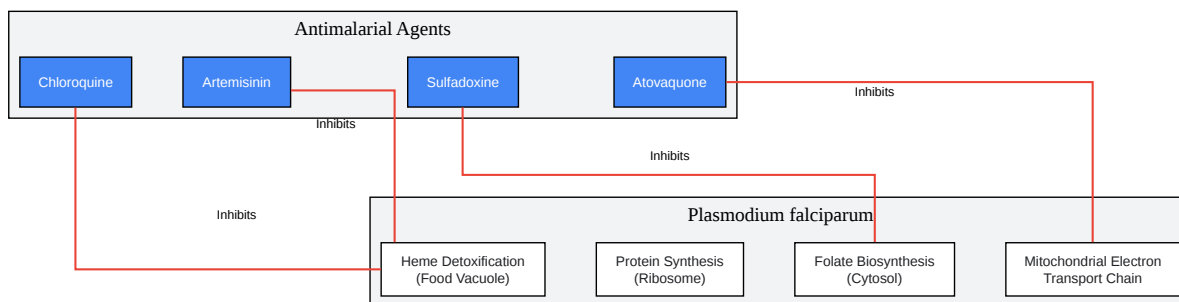 Antimalarial Agents
Chloroquine
Artemisinin
Sulfadoxine
Atovaquone
Inhibits
Inhibits
Inhibits
Inhibits
Plasmodium falciparum
Heme Detoxification
(Food Vacuole)
Protein Synthesis
(Ribosome)
Folate Biosynthesis
(Cytosol)
Mitochondrial Electron
Transport Chain